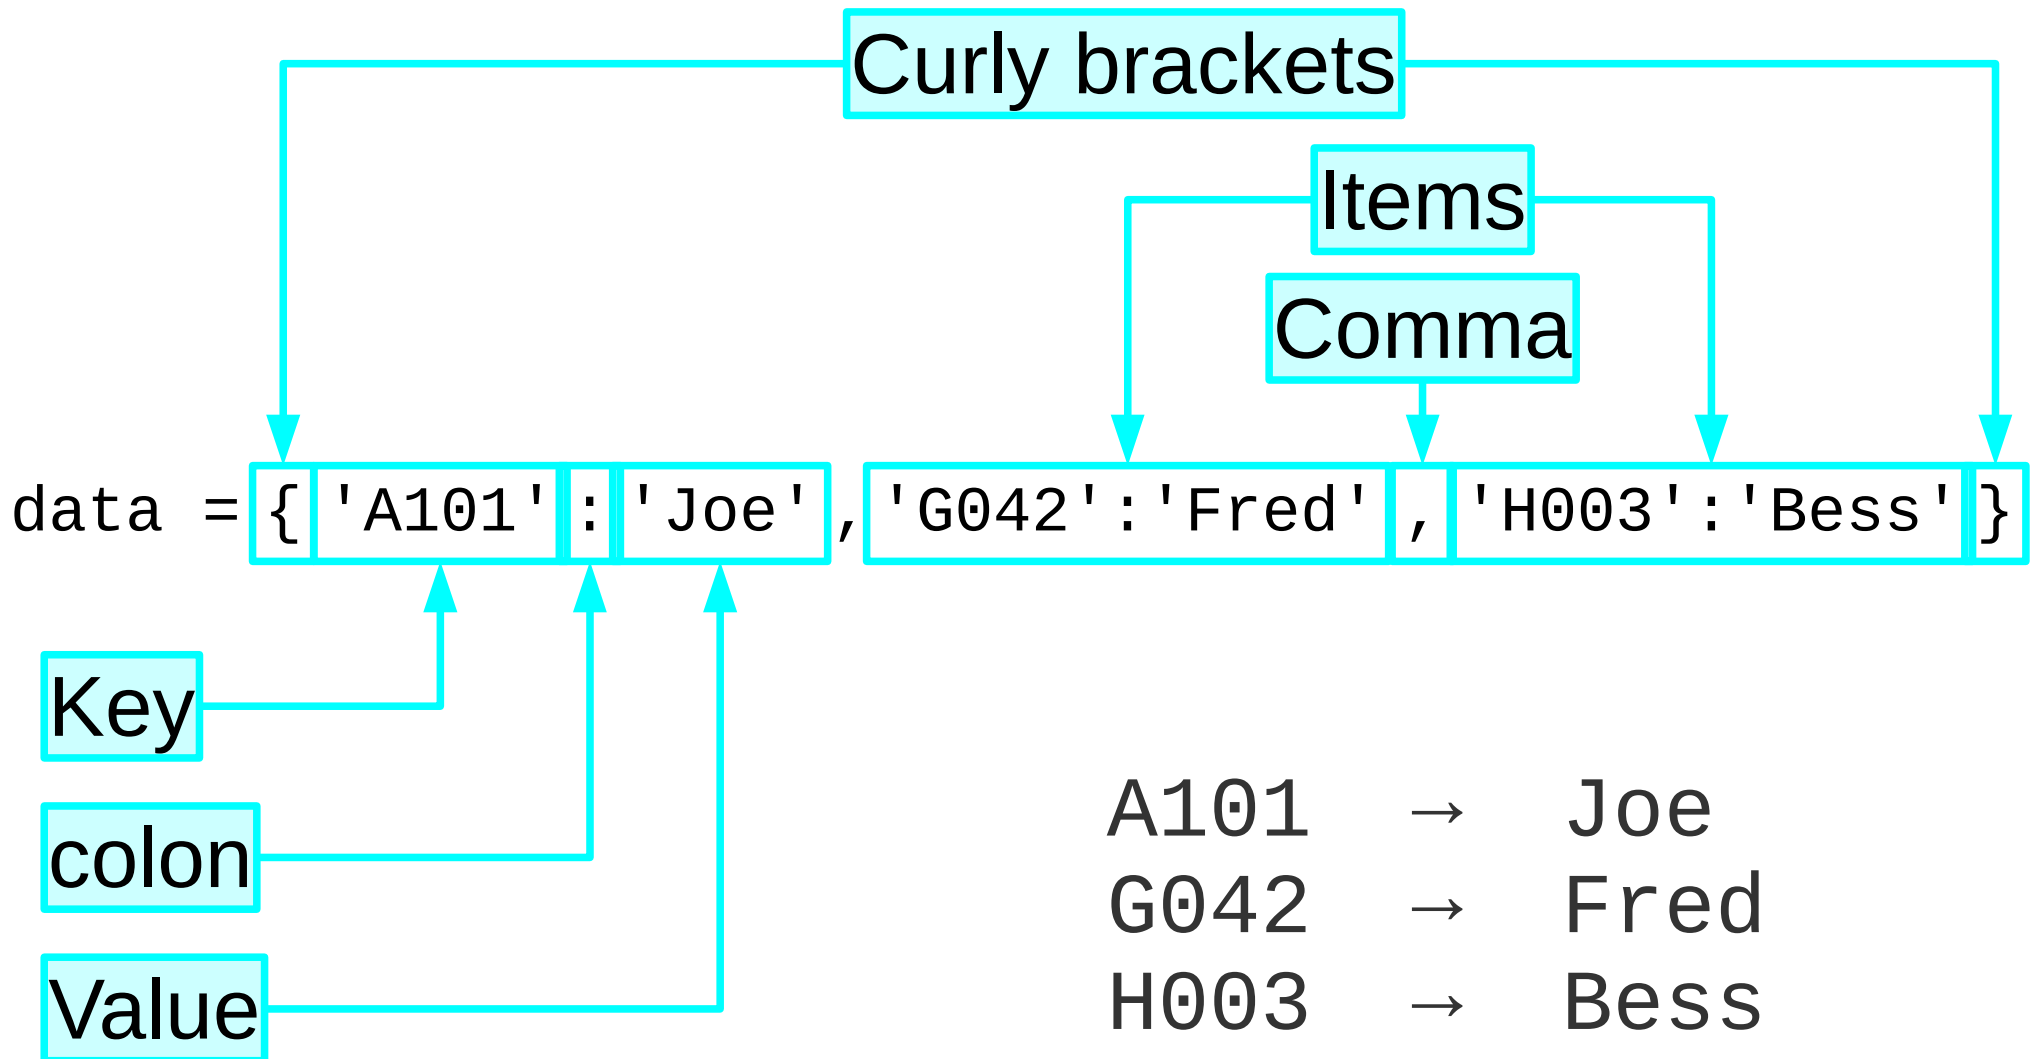 Curly brackets
Items
Comma
data = { 'A101' : 'Joe' , 'G042':'Fred' , 'H003':'Bess' }
Key
colon
Value
A101 → Joe
G042 → Fred
H003 → Bess